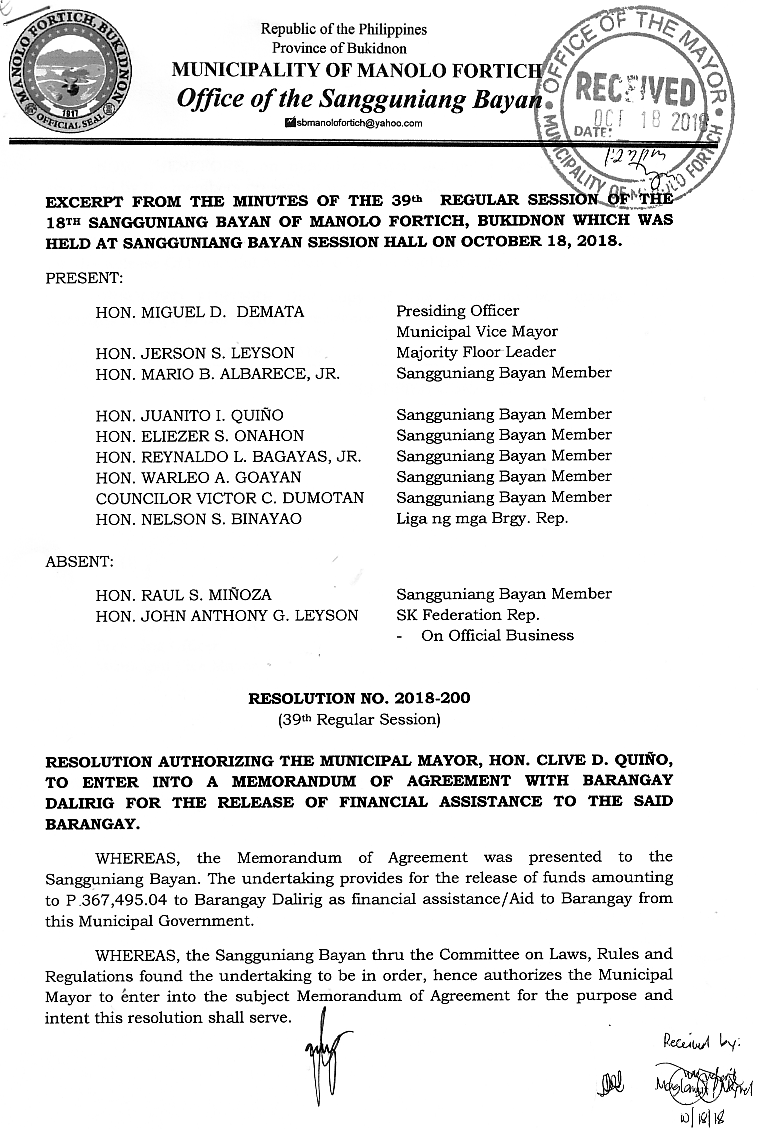 MANOLO FORTICH, BUKIDNON
1917
OFFICIAL SEAL
Republic of the Philippines
Province of Bukidnon
MUNICIPALITY OF MANOLO FORTICH
Office of the Sangguniang Bayan
sbmanolofortich@yahoo.com
OFFICE OF THE MAYOR
RECEIVED
OCT 18 2018
DATE:
1:27pm
MUNICIPALITY OF MANOLO FORTICH
EXCERPT FROM THE MINUTES OF THE 39th REGULAR SESSION OF THE
18TH SANGGUNIANG BAYAN OF MANOLO FORTICH, BUKIDNON WHICH WAS
HELD AT SANGGUNIANG BAYAN SESSION HALL ON OCTOBER 18, 2018.
PRESENT:
HON. MIGUEL D. DEMATA Presiding Officer
Municipal Vice Mayor
HON. JERSON S. LEYSON Majority Floor Leader
HON. MARIO B. ALBARECE, JR. Sangguniang Bayan Member
HON. JUANITO I. QUIÑO Sangguniang Bayan Member
HON. ELIEZER S. ONAHON Sangguniang Bayan Member
HON. REYNALDO L. BAGAYAS, JR. Sangguniang Bayan Member
HON. WARLEO A. GOAYAN Sangguniang Bayan Member
COUNCILOR VICTOR C. DUMOTAN Sangguniang Bayan Member
HON. NELSON S. BINAYAO Liga ng mga Brgy. Rep.
ABSENT:
HON. RAUL S. MIÑOZA Sangguniang Bayan Member
HON. JOHN ANTHONY G. LEYSON SK Federation Rep.
- On Official Business
RESOLUTION NO. 2018-200
(39th Regular Session)
RESOLUTION AUTHORIZING THE MUNICIPAL MAYOR, HON. CLIVE D. QUIÑO,
TO ENTER INTO A MEMORANDUM OF AGREEMENT WITH BARANGAY
DALIRIG FOR THE RELEASE OF FINANCIAL ASSISTANCE TO THE SAID
BARANGAY.
WHEREAS, the Memorandum of Agreement was presented to the
Sangguniang Bayan. The undertaking provides for the release of funds amounting
to P.367,495.04 to Barangay Dalirig as financial assistance/Aid to Barangay from
this Municipal Government.
WHEREAS, the Sangguniang Bayan thru the Committee on Laws, Rules and
Regulations found the undertaking to be in order, hence authorizes the Municipal
Mayor to enter into the subject Memorandum of Agreement for the purpose and
intent this resolution shall serve.
Received by:
10/18/18